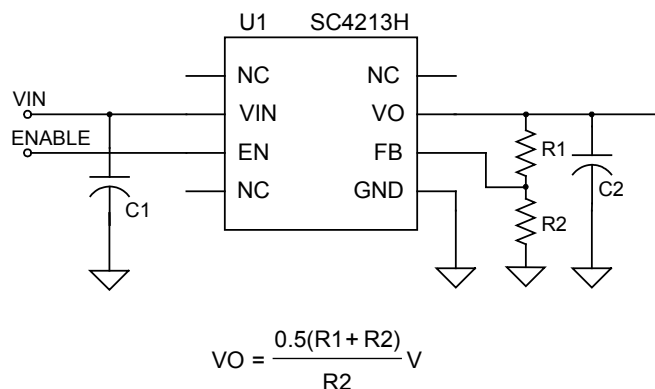 U1 SC4213H
NC NC
VIN VIN VO
ENABLE EN FB R1
C1 NC GND R2 C2
VO = 0.5(R1+ R2) V
R2